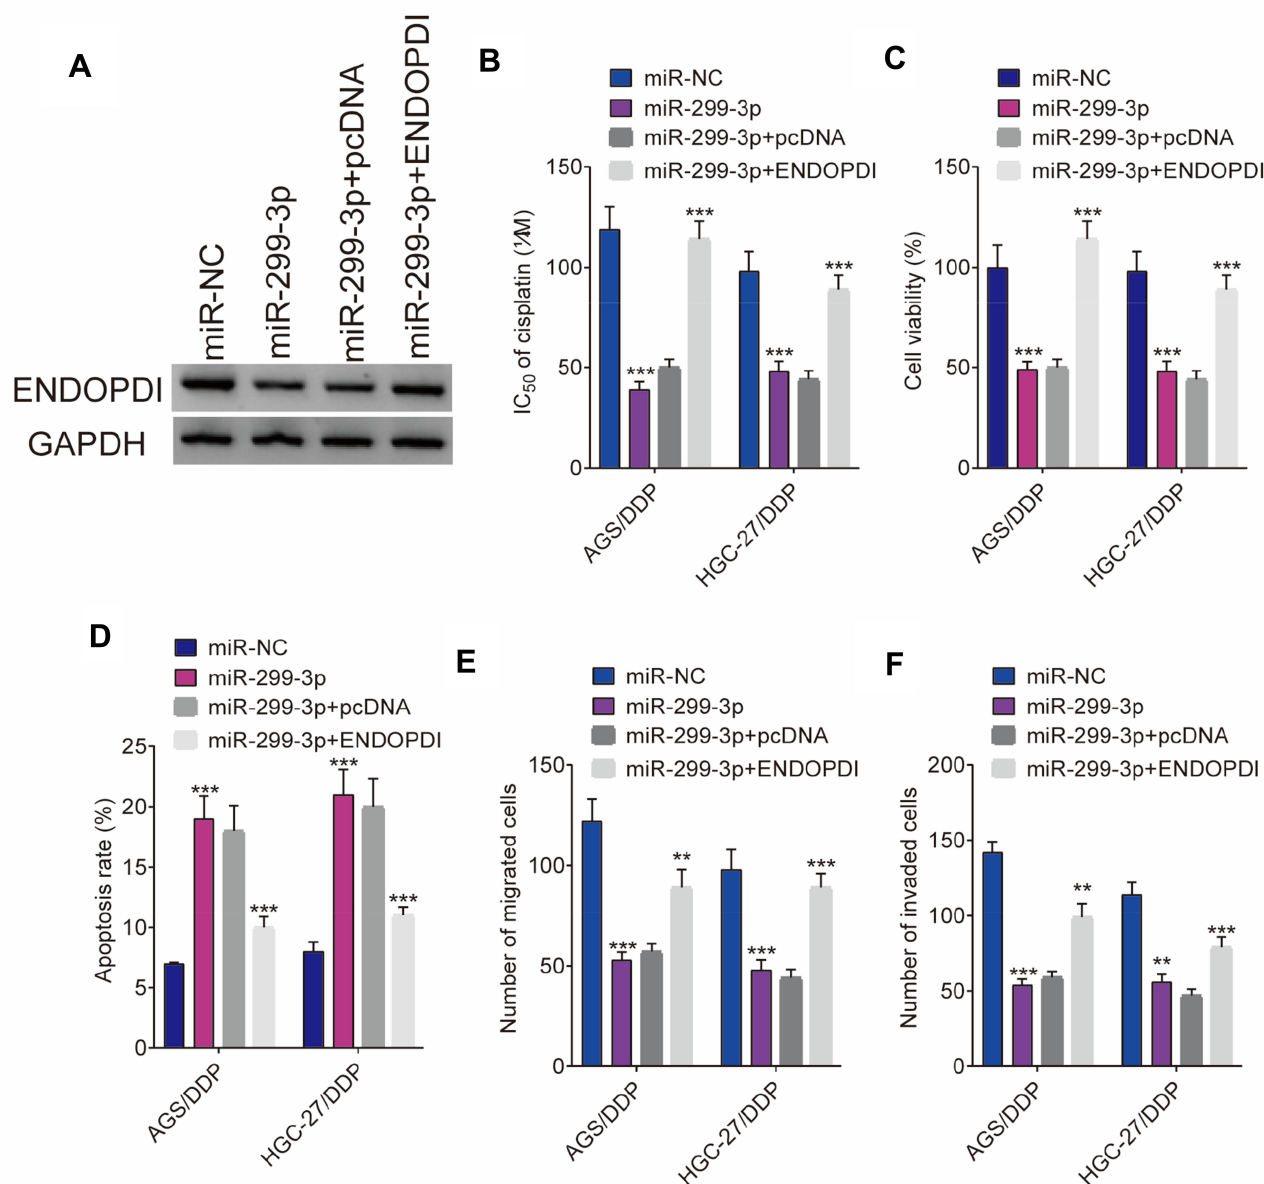 A
miR-NC
miR-299-3p
miR-299-3p+pcDNA
miR-299-3p+ENDOPDI
ENDOPDI
GAPDH
B
miR-NC
miR-299-3p
miR-299-3p+pcDNA
miR-299-3p+ENDOPDI
IC50 of cisplatin (¼M)
150
100
50
0
***
***
***
***
AGS/DDP
HGC-27/DDP
C
miR-NC
miR-299-3p
miR-299-3p+pcDNA
miR-299-3p+ENDOPDI
Cell viability (%)
150
100
50
0
***
***
***
***
AGS/DDP
HGC-27/DDP
D
miR-NC
miR-299-3p
miR-299-3p+pcDNA
miR-299-3p+ENDOPDI
Apoptosis rate (%)
25
20
15
10
5
0
***
***
***
***
AGS/DDP
HGC-27/DDP
E
miR-NC
miR-299-3p
miR-299-3p+pcDNA
miR-299-3p+ENDOPDI
Number of migrated cells
150
100
50
0
***
**
***
***
AGS/DDP
HGC-27/DDP
F
miR-NC
miR-299-3p
miR-299-3p+pcDNA
miR-299-3p+ENDOPDI
Number of invaded cells
200
150
100
50
0
***
**
**
***
AGS/DDP
HGC-27/DDP